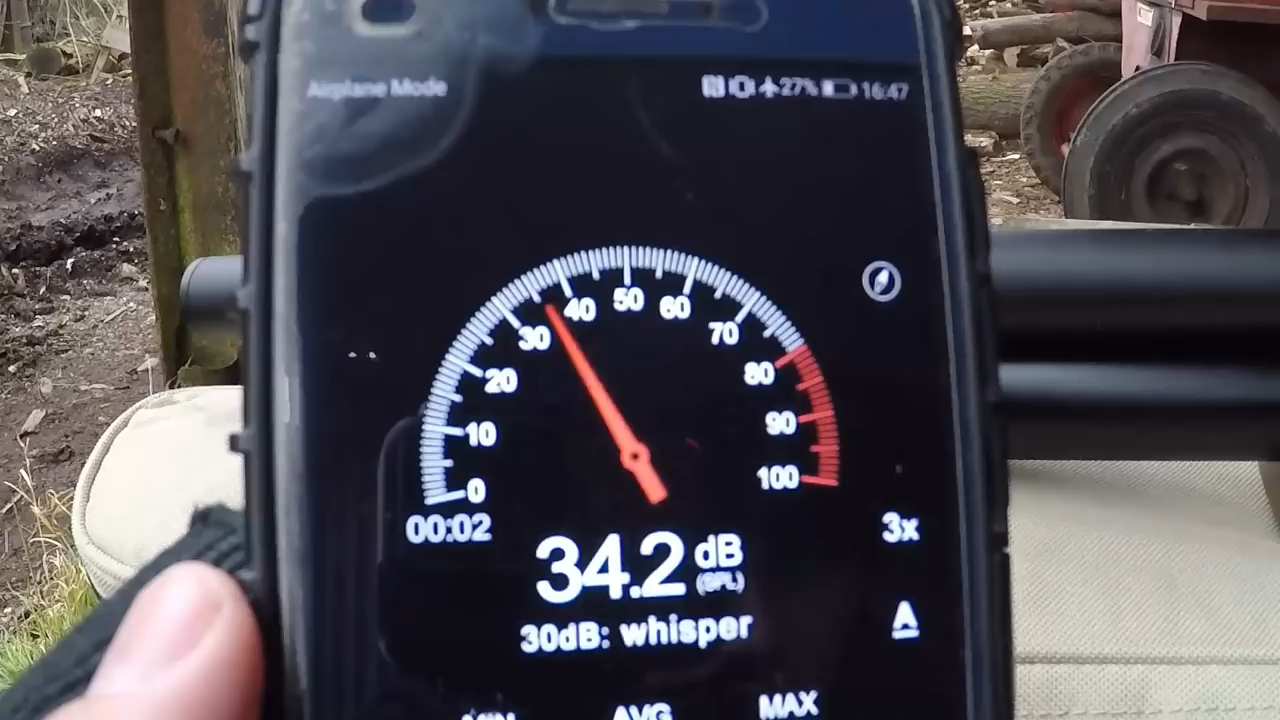 Airplane Mode 27% 16:47
50
40 60
30 70
20 80
10 90
0 100
00:02
34.2 dB
(SPL)
3x
30dB: whisper
A
MIN AVG MAX